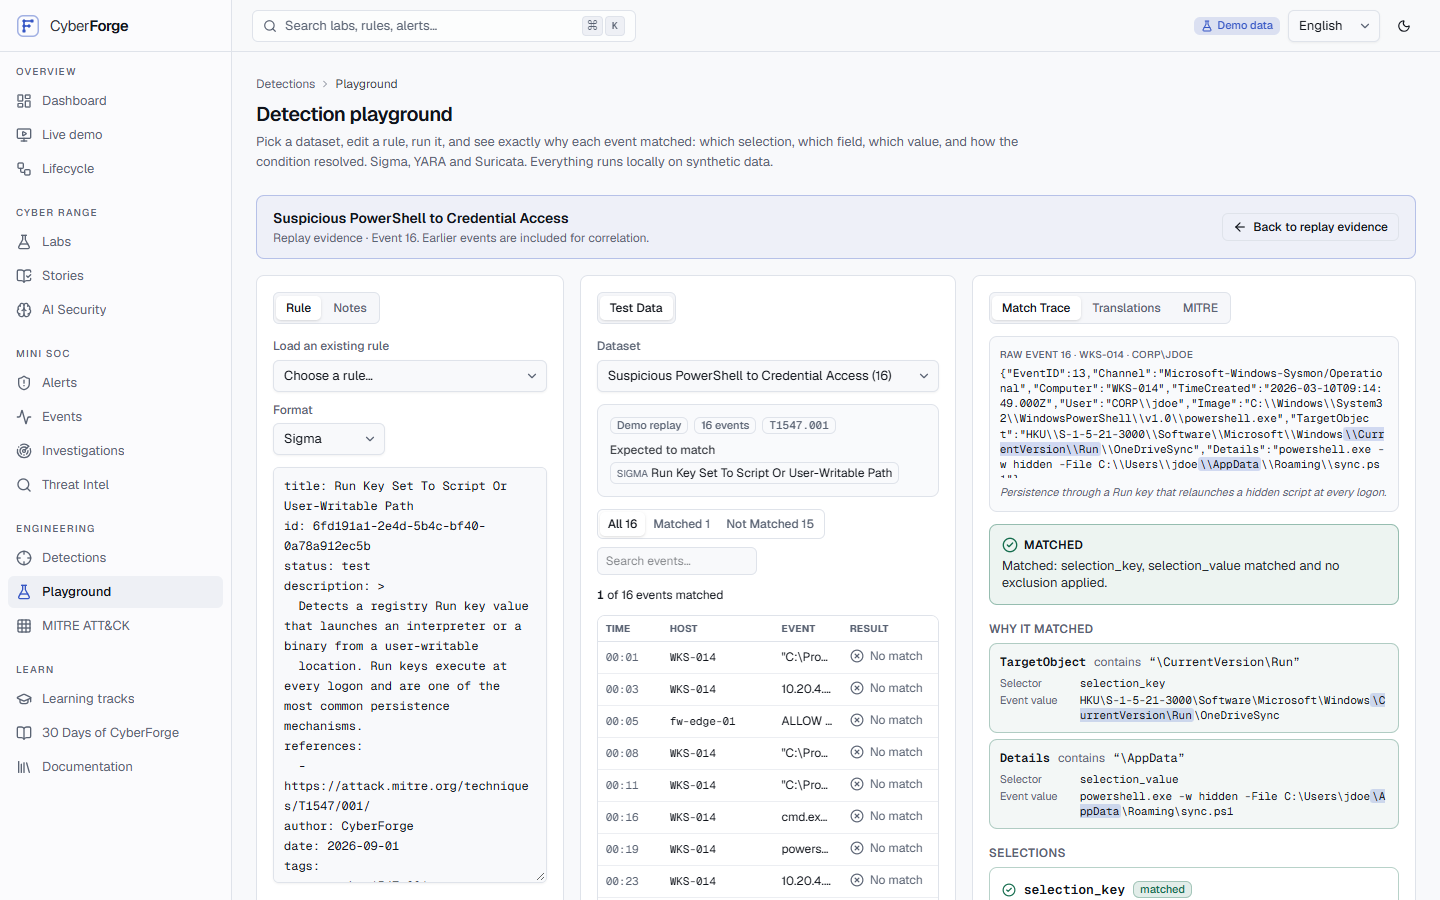 CyberForge
Search labs, rules, alerts...
⌘ K
Demo data
English
OVERVIEW
Dashboard
Live demo
Lifecycle
CYBER RANGE
Labs
Stories
AI Security
MINI SOC
Alerts
Events
Investigations
Threat Intel
ENGINEERING
Detections
Playground
MITRE ATT&CK
LEARN
Learning tracks
30 Days of CyberForge
Documentation
Detections > Playground
Detection playground
Pick a dataset, edit a rule, run it, and see exactly why each event matched: which selection, which field, which value, and how the
condition resolved. Sigma, YARA and Suricata. Everything runs locally on synthetic data.
Suspicious PowerShell to Credential Access
Replay evidence · Event 16. Earlier events are included for correlation.
Back to replay evidence
Rule Notes
Load an existing rule
Choose a rule...
Format
Sigma
title: Run Key Set To Script Or
User-Writable Path
id: 6fd191a1-2e4d-5b4c-bf40-
0a78a912ec5b
status: test
description: >
Detects a registry Run key value
that launches an interpreter or a
binary from a user-writable
location. Run keys execute at
every logon and are one of the
most common persistence
mechanisms.
references:
-
https://attack.mitre.org/technique
s/T1547/001/
author: CyberForge
date: 2026-09-01
tags:
Test Data
Dataset
Suspicious PowerShell to Credential Access (16)
Demo replay 16 events T1547.001
Expected to match
SIGMA Run Key Set To Script Or User-Writable Path
All 16 Matched 1 Not Matched 15
Search events...
1 of 16 events matched
TIME HOST EVENT RESULT
00:01 WKS-014 "C:\Pro... No match
00:03 WKS-014 10.20.4.... No match
00:05 fw-edge-01 ALLOW ... No match
00:08 WKS-014 "C:\Pro... No match
00:11 WKS-014 "C:\Pro... No match
00:16 WKS-014 cmd.ex... No match
00:19 WKS-014 powers... No match
00:23 WKS-014 10.20.4.... No match
Match Trace Translations MITRE
RAW EVENT 16 · WKS-014 · CORP\JDOE
{"EventID":13,"Channel":"Microsoft-Windows-Sysmon/Operatio
nal","Computer":"WKS-014","TimeCreated":"2026-03-10T09:14:
49.000Z","User":"CORP\\jdoe","Image":"C:\\Windows\\System3
2\\WindowsPowerShell\\v1.0\\powershell.exe","TargetObjec
t":"HKU\\S-1-5-21-3000\\Software\\Microsoft\\Windows\\Curr
entVersion\\Run\\OneDriveSync","Details":"powershell.exe -
w hidden -File C:\\Users\\jdoe\\AppData\\Roaming\\sync.ps
Persistence through a Run key that relaunches a hidden script at every logon.
MATCHED
Matched: selection_key, selection_value matched and no
exclusion applied.
WHY IT MATCHED
TargetObject contains “\CurrentVersion\Run”
Selector selection_key
Event value HKU\S-1-5-21-3000\Software\Microsoft\Windows\C
urrentVersion\Run\OneDriveSync
Details contains “\AppData”
Selector selection_value
Event value powershell.exe -w hidden -File C:\Users\jdoe\A
ppData\Roaming\sync.ps1
SELECTIONS
selection_key matched